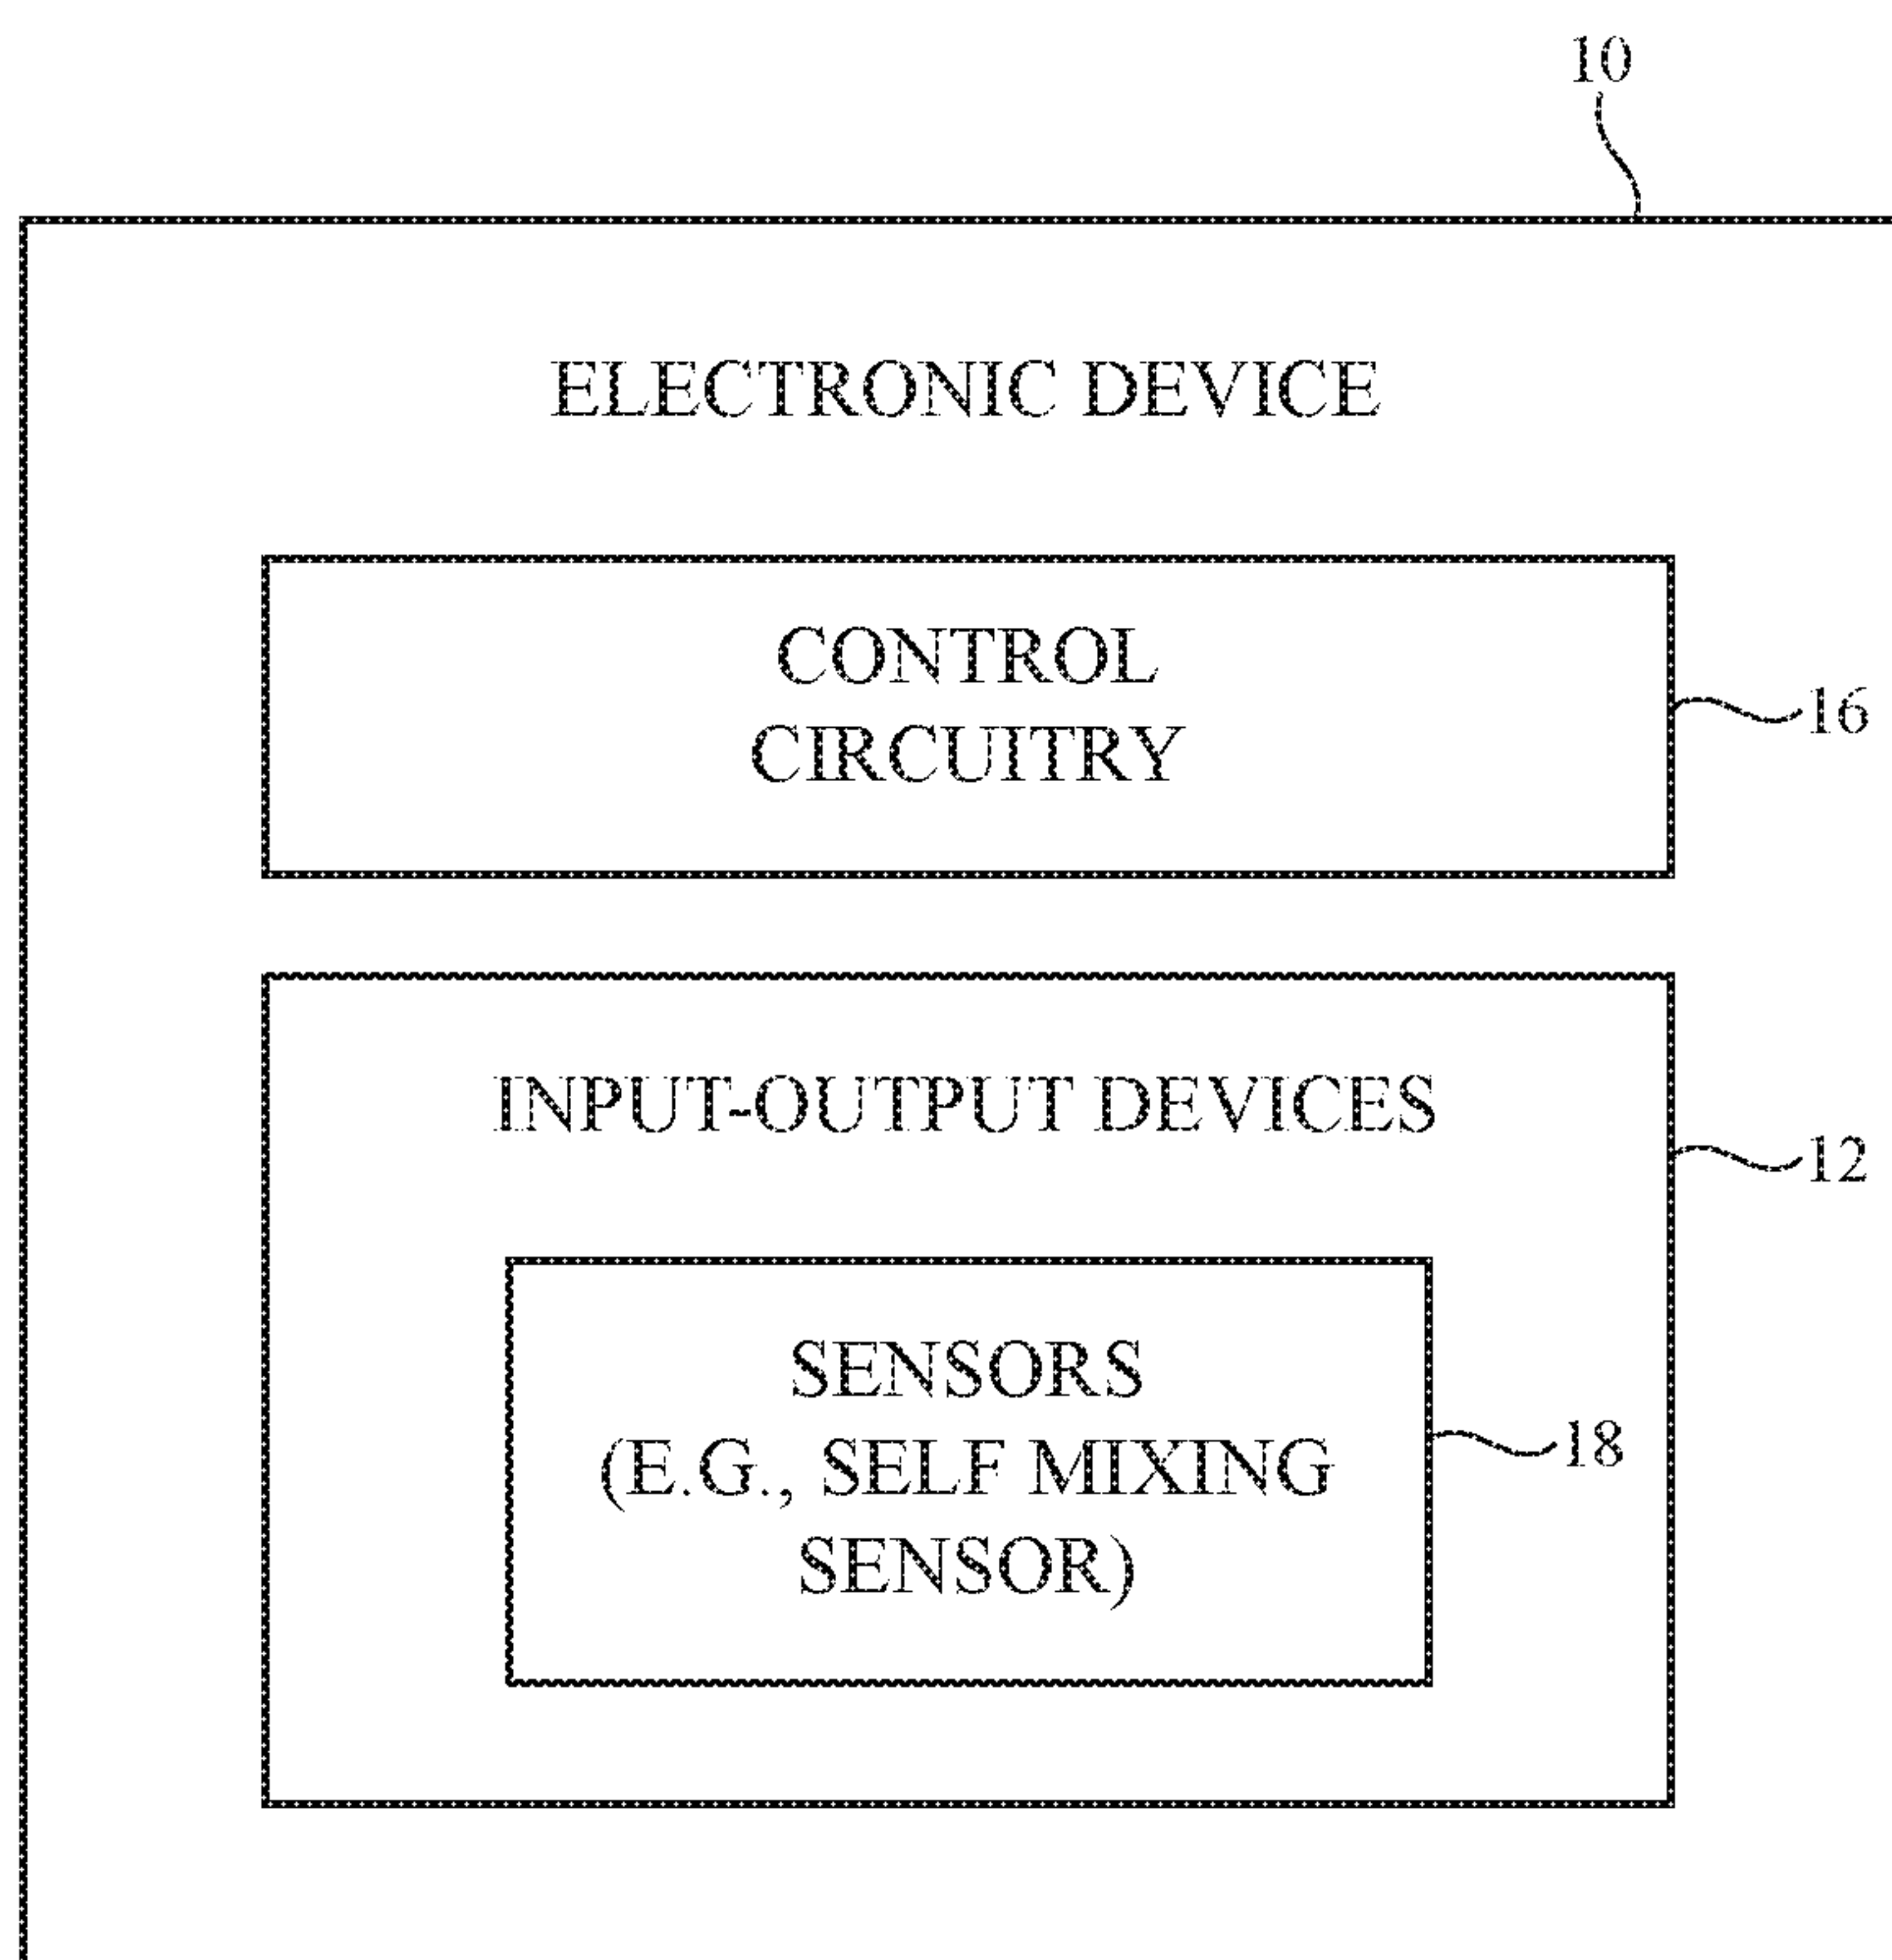 10
ELECTRONIC DEVICE
CONTROL
CIRCUITRY
16
INPUT-OUTPUT DEVICES
12
SENSORS
(E.G., SELF MIXING
SENSOR)
18